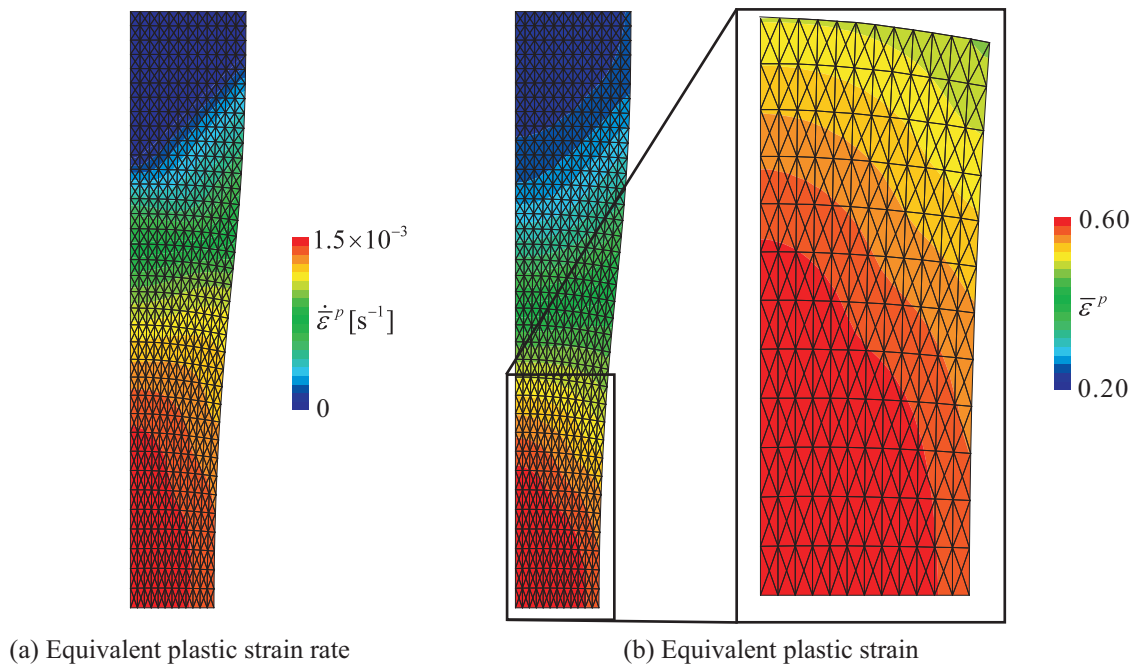 1.5×10⁻³
ε̄̇ᵖ [s⁻¹]
0
0.60
ε̄ᵖ
0.20
(a) Equivalent plastic strain rate
(b) Equivalent plastic strain